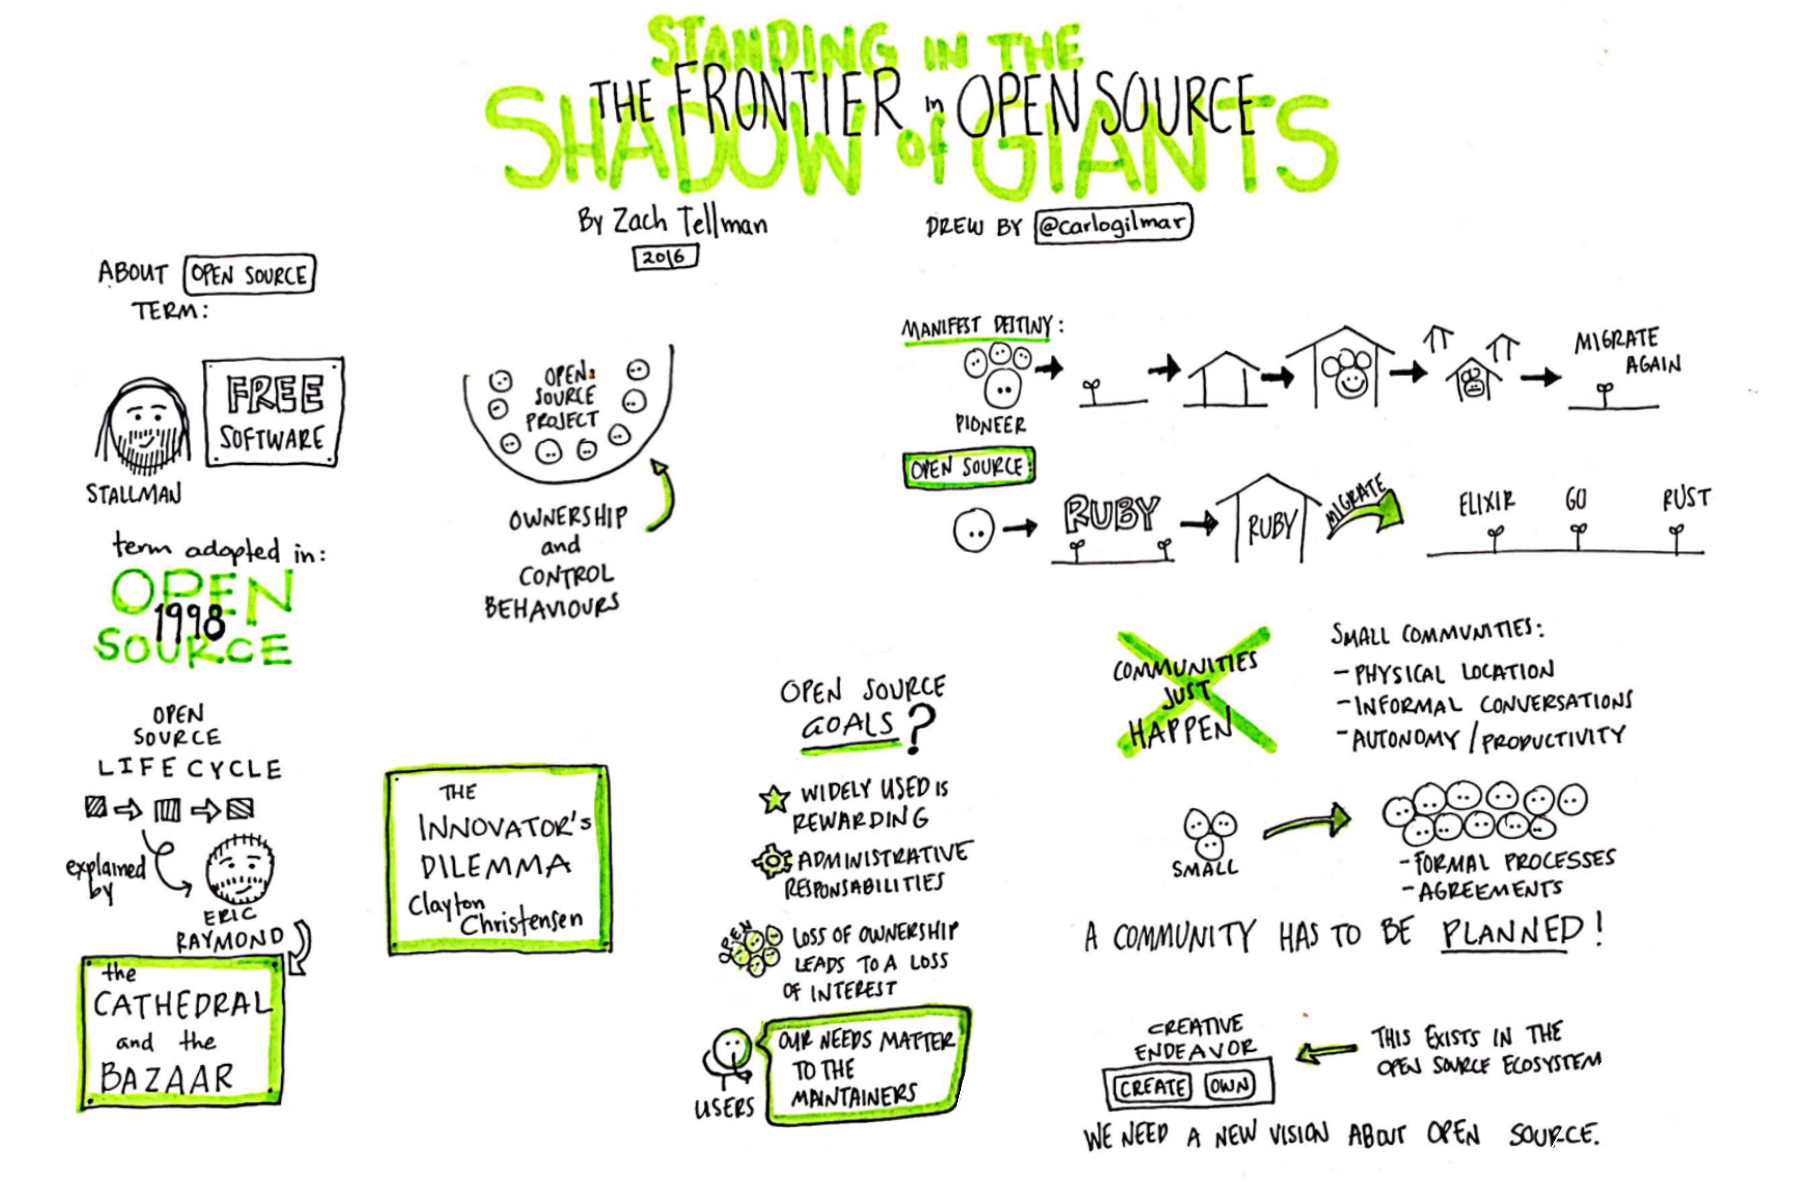 STANDING IN THE
SHADOW of GIANTS
THE FRONTIER in OPEN SOURCE
By Zach Tellman
2016
DREW BY @carlogilmar
ABOUT OPEN SOURCE
TERM:
FREE
SOFTWARE
STALLMAN
term adopted in:
OPEN
SOURCE
1998
OPEN
SOURCE
LIFE CYCLE
explained
by
ERIC
RAYMOND
the
CATHEDRAL
and the
BAZAAR
OPEN
SOURCE
PROJECT
OWNERSHIP
and
CONTROL
BEHAVIOURS
THE
INNOVATOR's
DILEMMA
Clayton
Christensen
OPEN SOURCE
GOALS?
WIDELY USED IS
REWARDING
ADMINISTRATIVE
RESPONSABILITIES
OPEN
LOSS OF OWNERSHIP
LEADS TO A LOSS
OF INTEREST
USERS
OUR NEEDS MATTER
TO THE
MAINTAINERS
MANIFEST DEITINY:
PIONEER
MIGRATE
AGAIN
OPEN SOURCE:
RUBY
RUBY
MIGRATE
ELIXIR GO RUST
COMMUNITIES
JUST
HAPPEN
SMALL COMMUNITIES:
- PHYSICAL LOCATION
- INFORMAL CONVERSATIONS
- AUTONOMY / PRODUCTIVITY
SMALL
- FORMAL PROCESSES
- AGREEMENTS
A COMMUNITY HAS TO BE PLANNED!
CREATIVE
ENDEAVOR
CREATE OWN
THIS EXISTS IN THE
OPEN SOURCE ECOSYSTEM
WE NEED A NEW VISION ABOUT OPEN SOURCE.